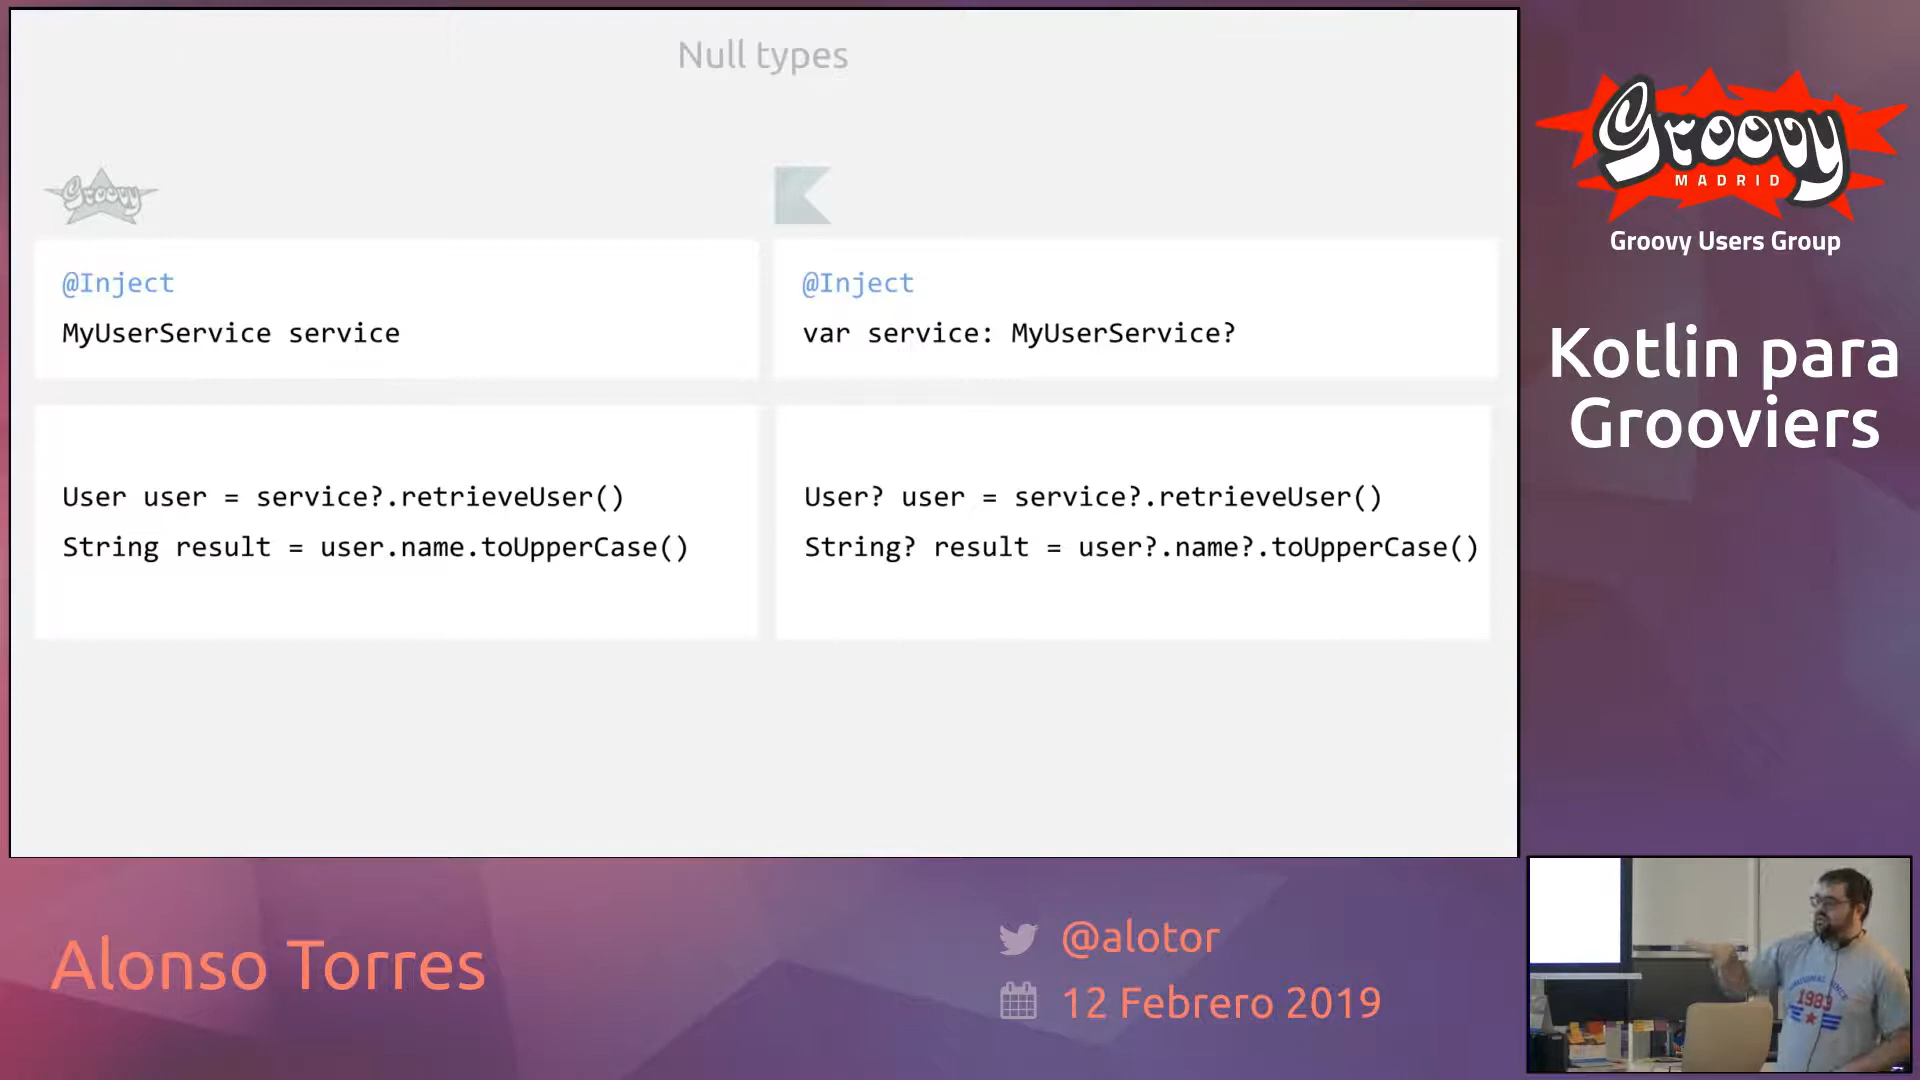 Null types
Groovy
@Inject
MyUserService service
@Inject
var service: MyUserService?
User user = service?.retrieveUser()
String result = user.name.toUpperCase()
User? user = service?.retrieveUser()
String? result = user?.name?.toUpperCase()
Groovy
MADRID
Groovy Users Group
Kotlin para
Grooviers
Alonso Torres
@alotor
12 Febrero 2019
1983